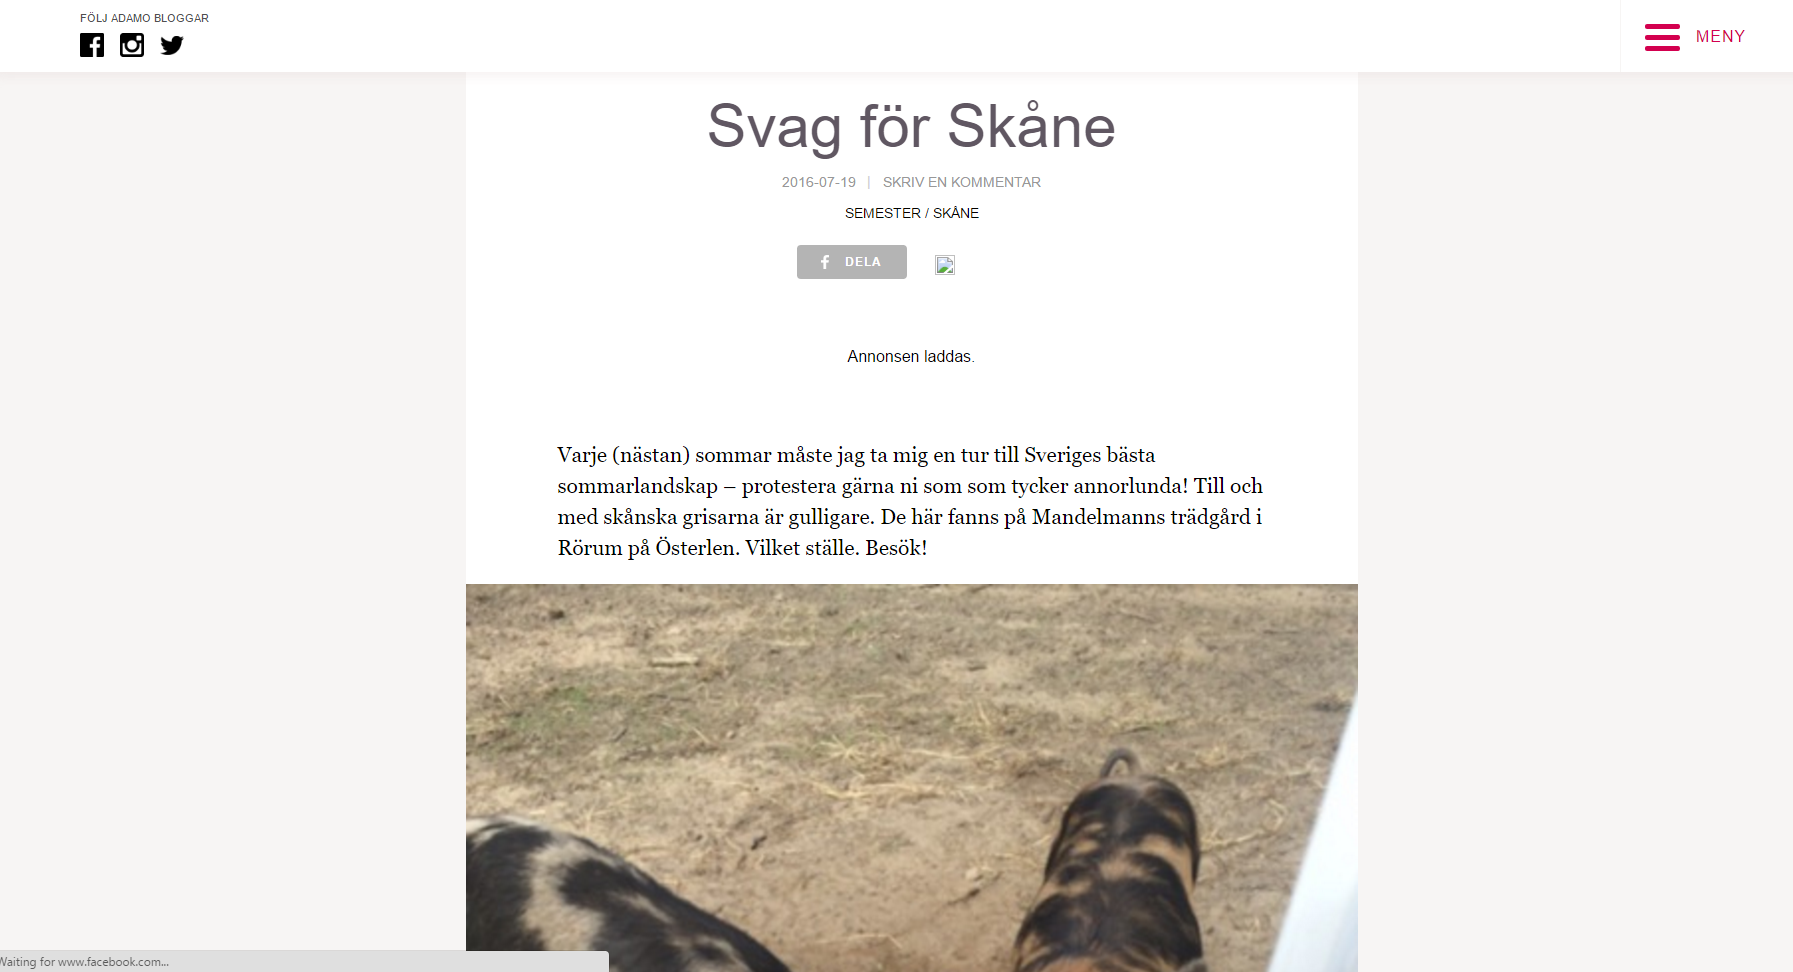 FÖLJ ADAMO BLOGGAR
MENY
Svag för Skåne
2016-07-19 | SKRIV EN KOMMENTAR
SEMESTER / SKÅNE
DELA
Annonsen laddas.
Varje (nästan) sommar måste jag ta mig en tur till Sveriges bästa
sommarlandskap – protestera gärna ni som som tycker annorlunda! Till och
med skånska grisarna är gulligare. De här fanns på Mandelmanns trädgård i
Rörum på Österlen. Vilket ställe. Besök!
Waiting for www.facebook.com...